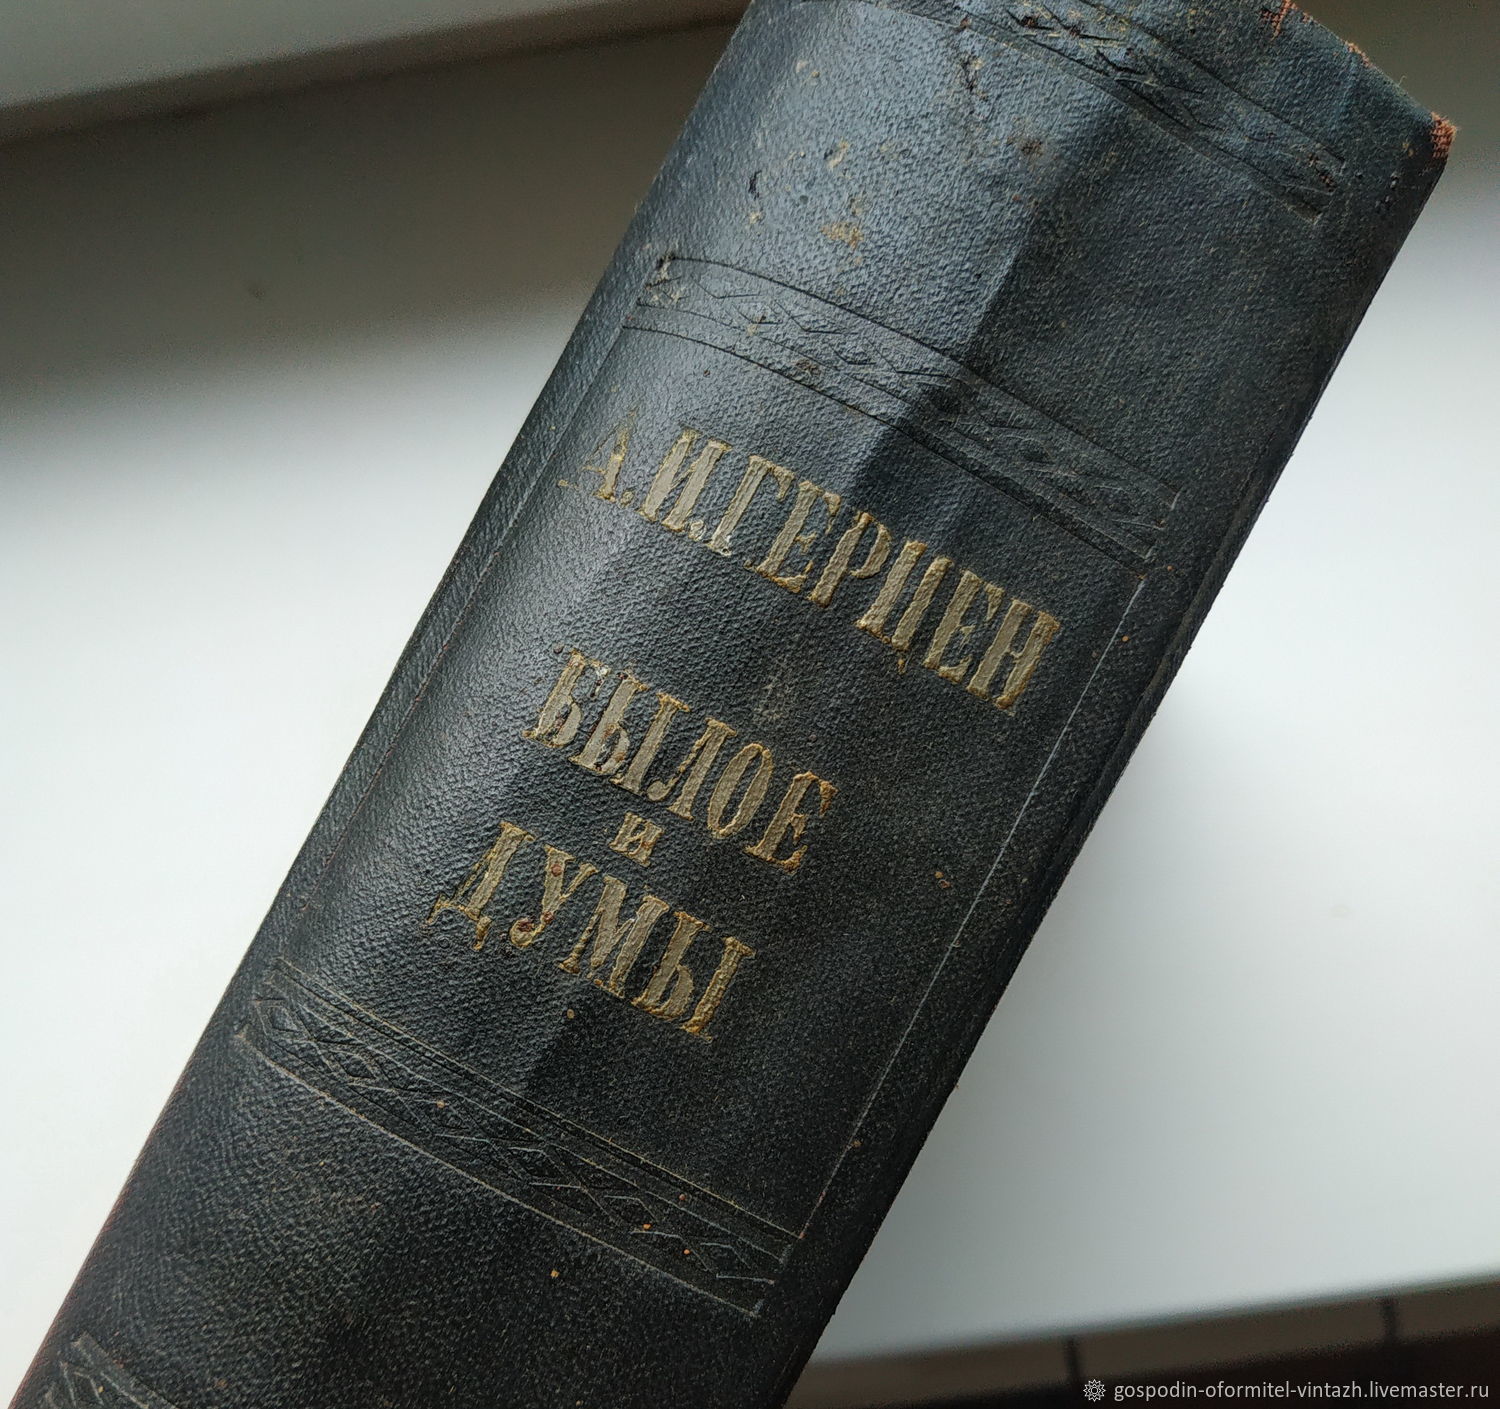 А.И.ГЕРЦЕН
БЫЛОЕ
И
ДУМЫ
gospodin-oformitel-vintazh.livemaster.ru